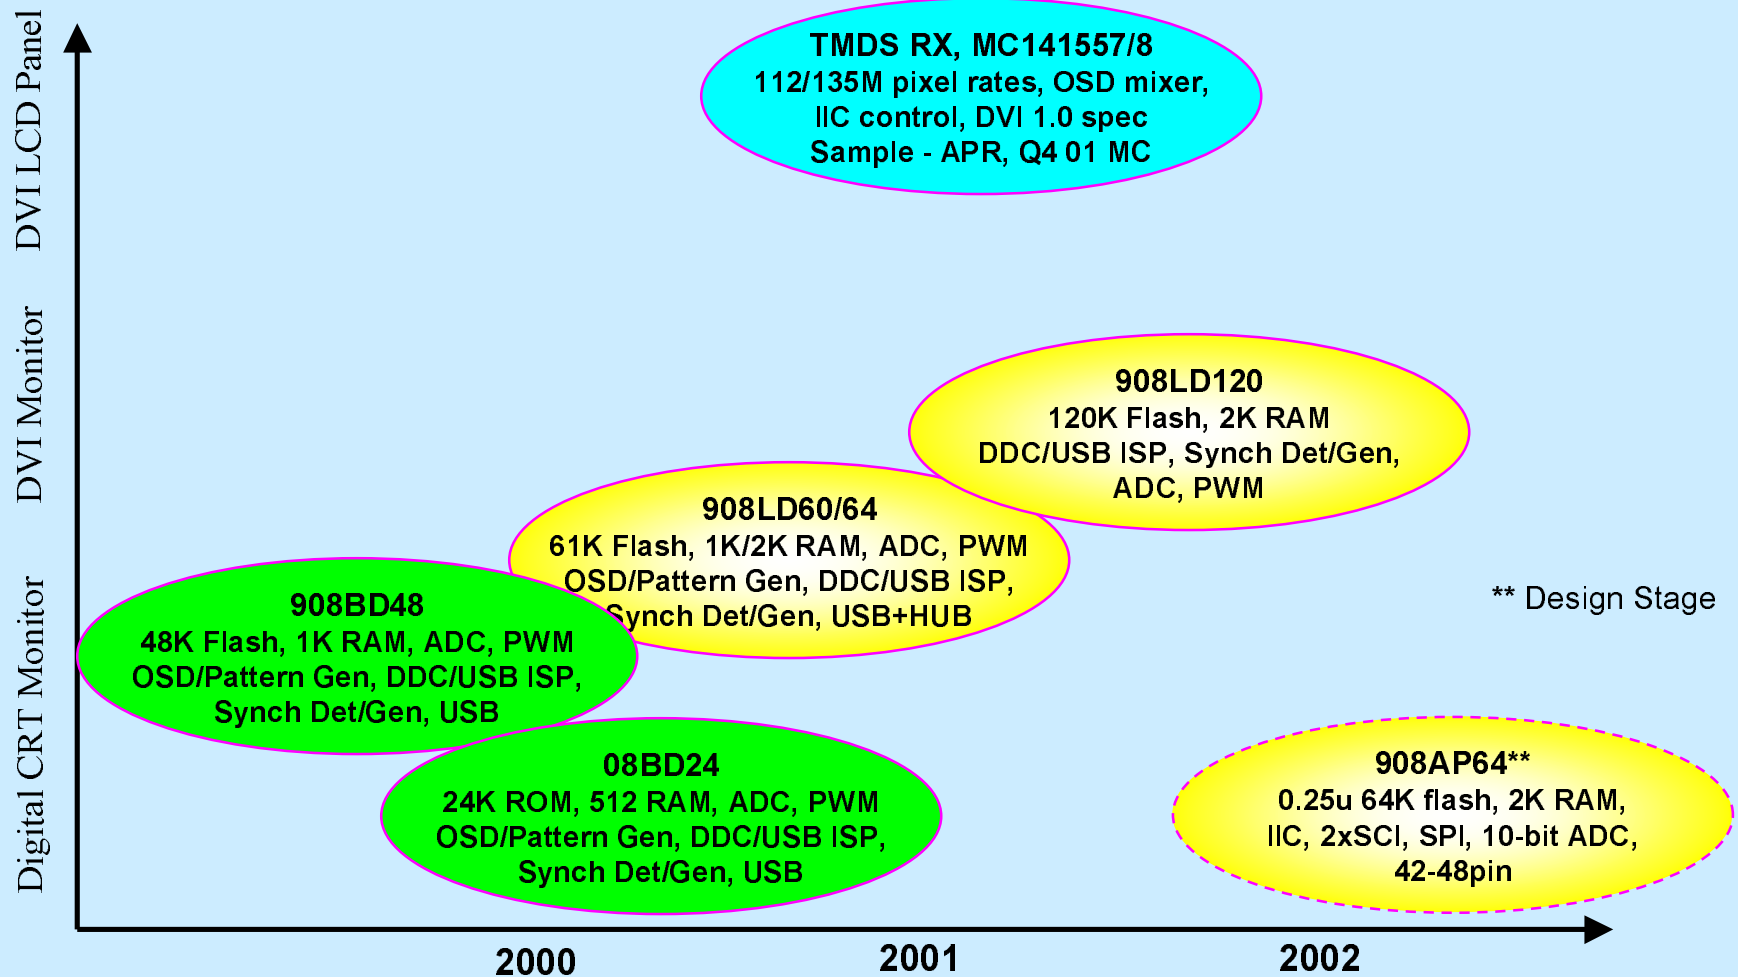 DVI LCD Panel
DVI Monitor
Digital CRT Monitor
TMDS RX, MC141557/8
112/135M pixel rates, OSD mixer,
IIC control, DVI 1.0 spec
Sample - APR, Q4 01 MC
908LD120
120K Flash, 2K RAM
DDC/USB ISP, Synch Det/Gen,
ADC, PWM
908LD60/64
61K Flash, 1K/2K RAM, ADC, PWM
OSD/Pattern Gen, DDC/USB ISP,
Synch Det/Gen, USB+HUB
908BD48
48K Flash, 1K RAM, ADC, PWM
OSD/Pattern Gen, DDC/USB ISP,
Synch Det/Gen, USB
** Design Stage
08BD24
24K ROM, 512 RAM, ADC, PWM
OSD/Pattern Gen, DDC/USB ISP,
Synch Det/Gen, USB
908AP64**
0.25u 64K flash, 2K RAM,
IIC, 2xSCI, SPI, 10-bit ADC,
42-48pin
2000
2001
2002